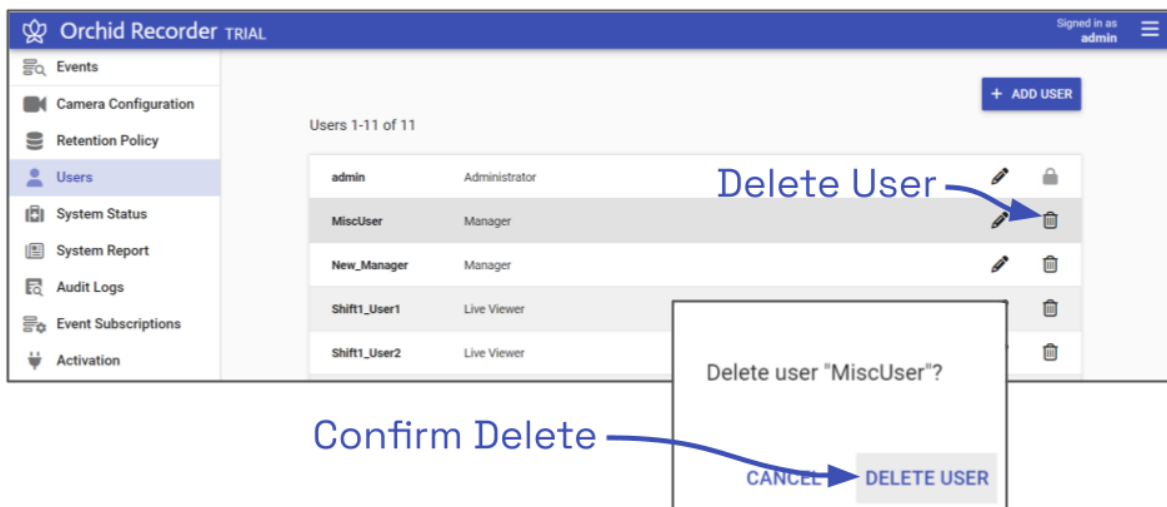 Orchid Recorder TRIAL
Signed in as
admin
Events
Camera Configuration
Retention Policy
Users
System Status
System Report
Audit Logs
Event Subscriptions
Activation
+ ADD USER
Users 1-11 of 11
admin Administrator
Delete User
MiscUser Manager
New_Manager Manager
Shift1_User1 Live Viewer
Shift1_User2 Live Viewer
Delete user "MiscUser"?
Confirm Delete
CANCEL DELETE USER